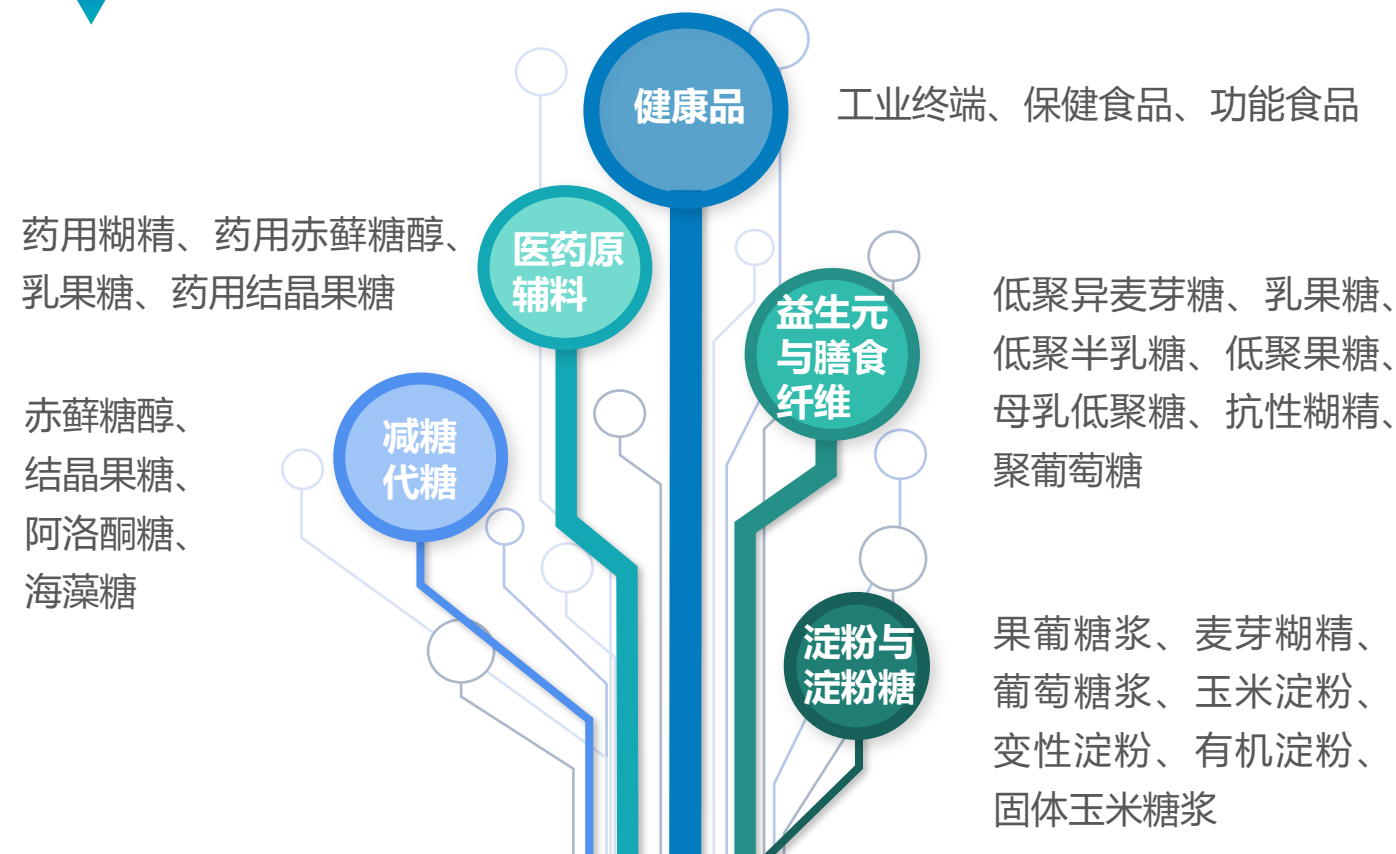 健康品
工业终端、保健食品、功能食品
药用糊精、药用赤藓糖醇、
乳果糖、药用结晶果糖
医药原
辅料
益生元
与膳食
纤维
低聚异麦芽糖、乳果糖、
低聚半乳糖、低聚果糖、
母乳低聚糖、抗性糊精、
聚葡萄糖
赤藓糖醇、
结晶果糖、
阿洛酮糖、
海藻糖
减糖
代糖
淀粉与
淀粉糖
果葡糖浆、麦芽糊精、
葡萄糖浆、玉米淀粉、
变性淀粉、有机淀粉、
固体玉米糖浆